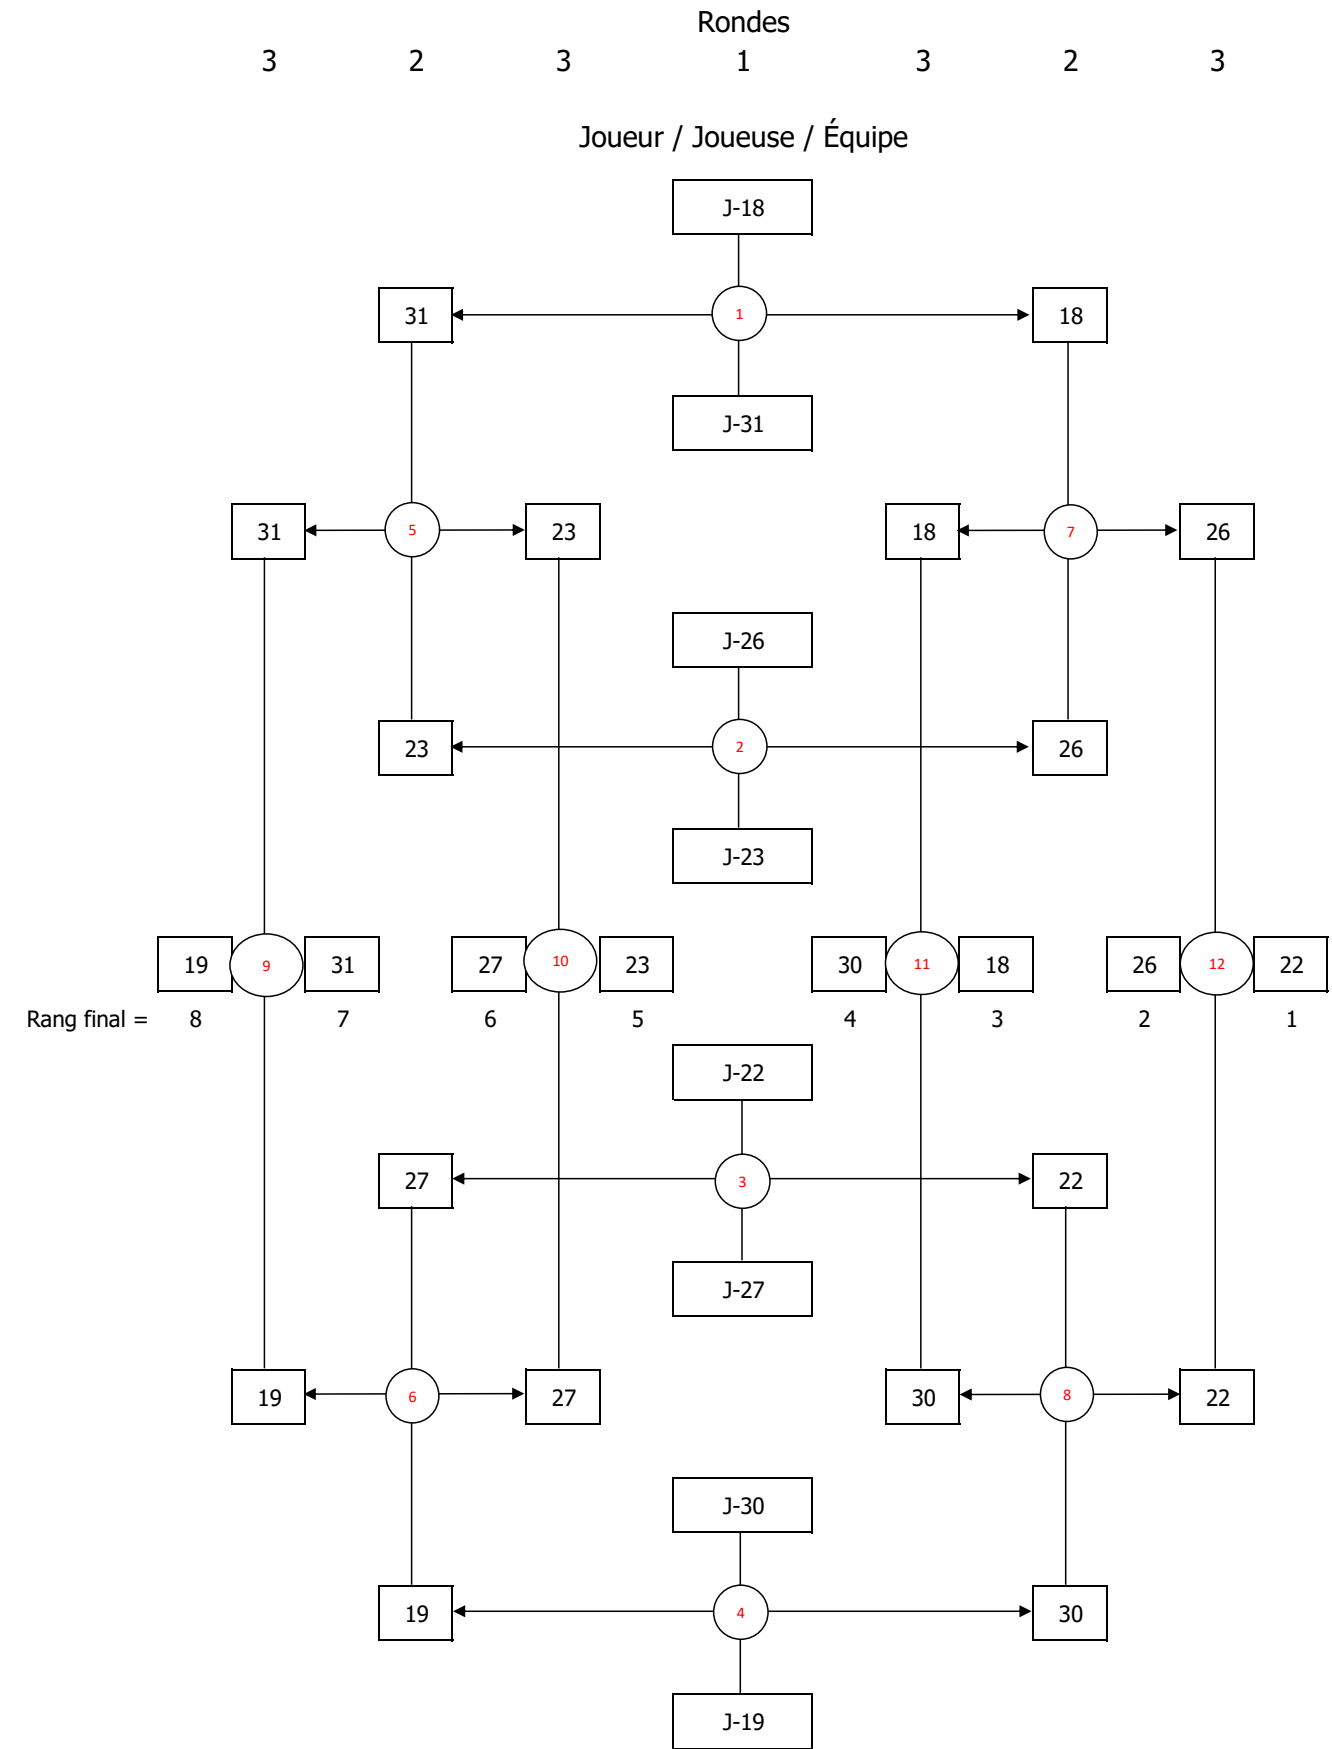 Rondes
3 2 3 1 3 2 3
Joueur / Joueuse / Équipe
J-18
31 1 18
J-31
31 5 23 18 7 26
J-26
23 2 26
J-23
19 9 31 27 10 23 30 11 18 26 12 22
Rang final = 8 7 6 5 4 3 2 1
J-22
27 3 22
J-27
19 6 27 30 8 22
J-30
19 4 30
J-19